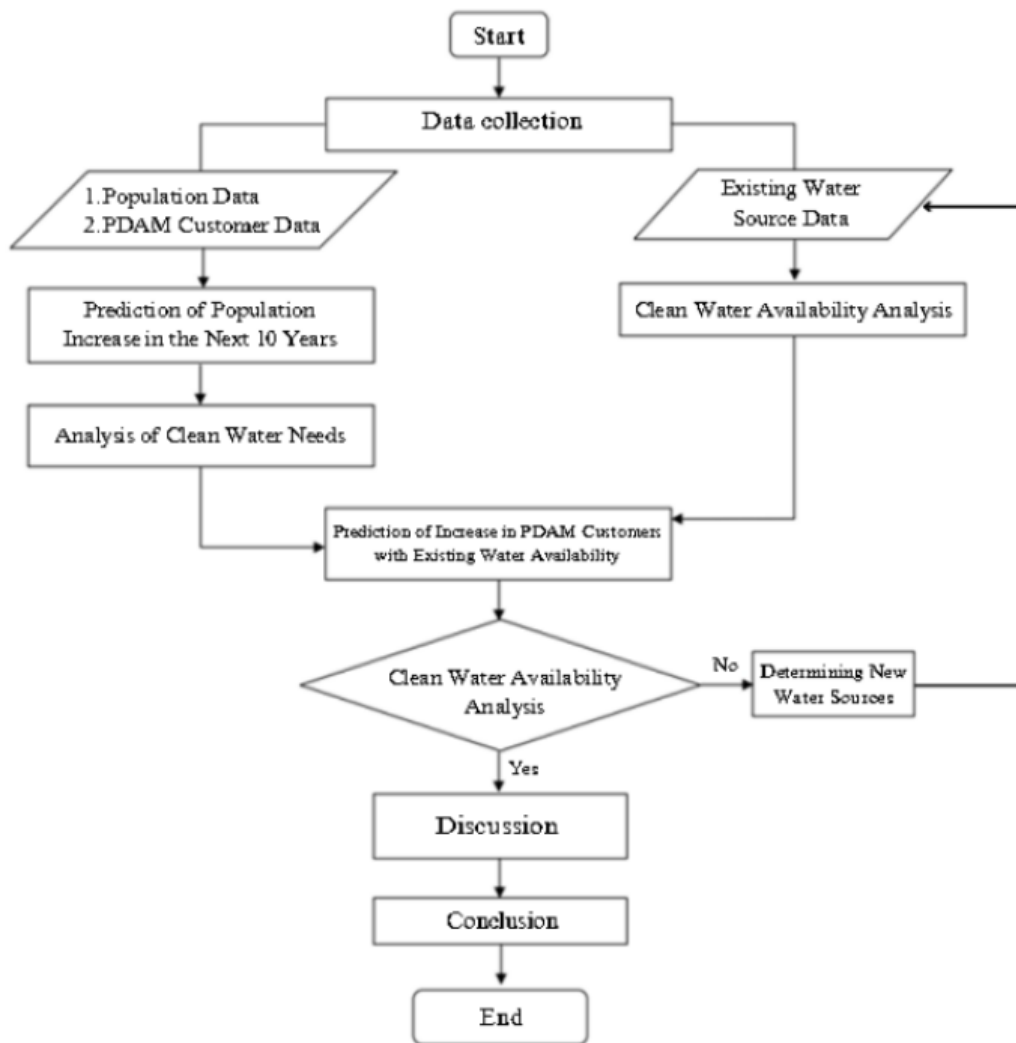 Start
Data collection
1.Population Data
2.PDAM Customer Data
Existing Water
Source Data
Prediction of Population
Increase in the Next 10 Years
Clean Water Availability Analysis
Analysis of Clean Water Needs
Prediction of Increase in PDAM Customers
with Existing Water Availability
Clean Water Availability
Analysis
No
Determining New
Water Sources
Yes
Discussion
Conclusion
End